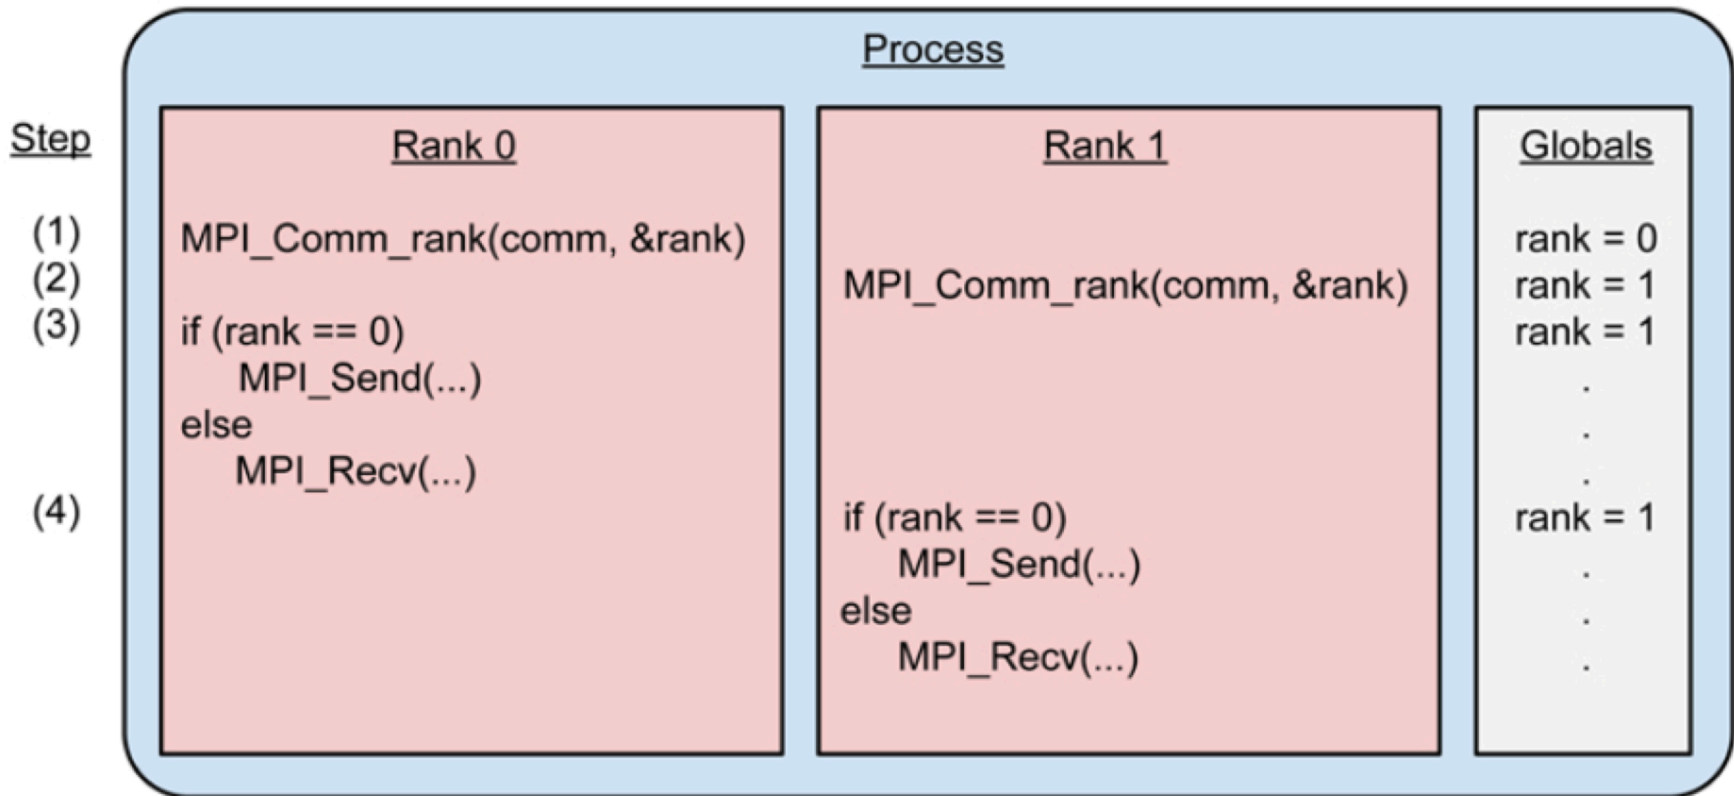 Process
Step Rank 0 Rank 1 Globals
(1) MPI_Comm_rank(comm, &rank) rank = 0
(2) MPI_Comm_rank(comm, &rank) rank = 1
(3) if (rank == 0) rank = 1
MPI_Send(...) .
else .
MPI_Recv(...) .
(4) if (rank == 0) rank = 1
MPI_Send(...) .
else .
MPI_Recv(...) .